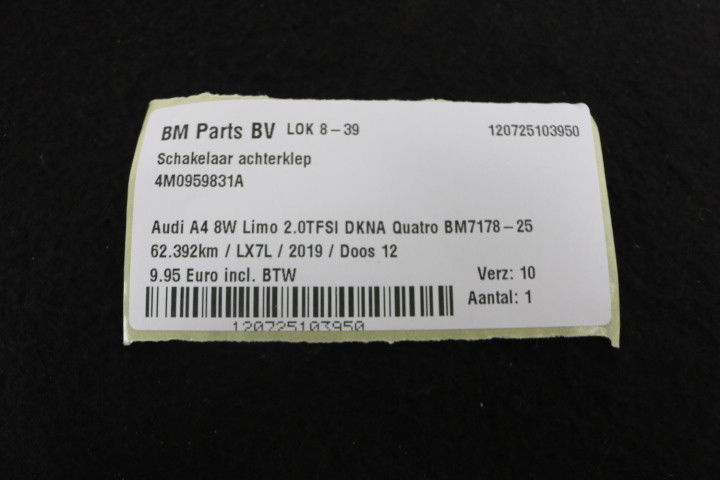 BM Parts BV LOK 8-39 120725103950
Schakelaar achterklep
4M0959831A
Audi A4 8W Limo 2.0TFSI DKNA Quatro BM7178-25
62.392km / LX7L / 2019 / Doos 12
9.95 Euro incl. BTW Verz: 10
Aantal: 1
120725103950